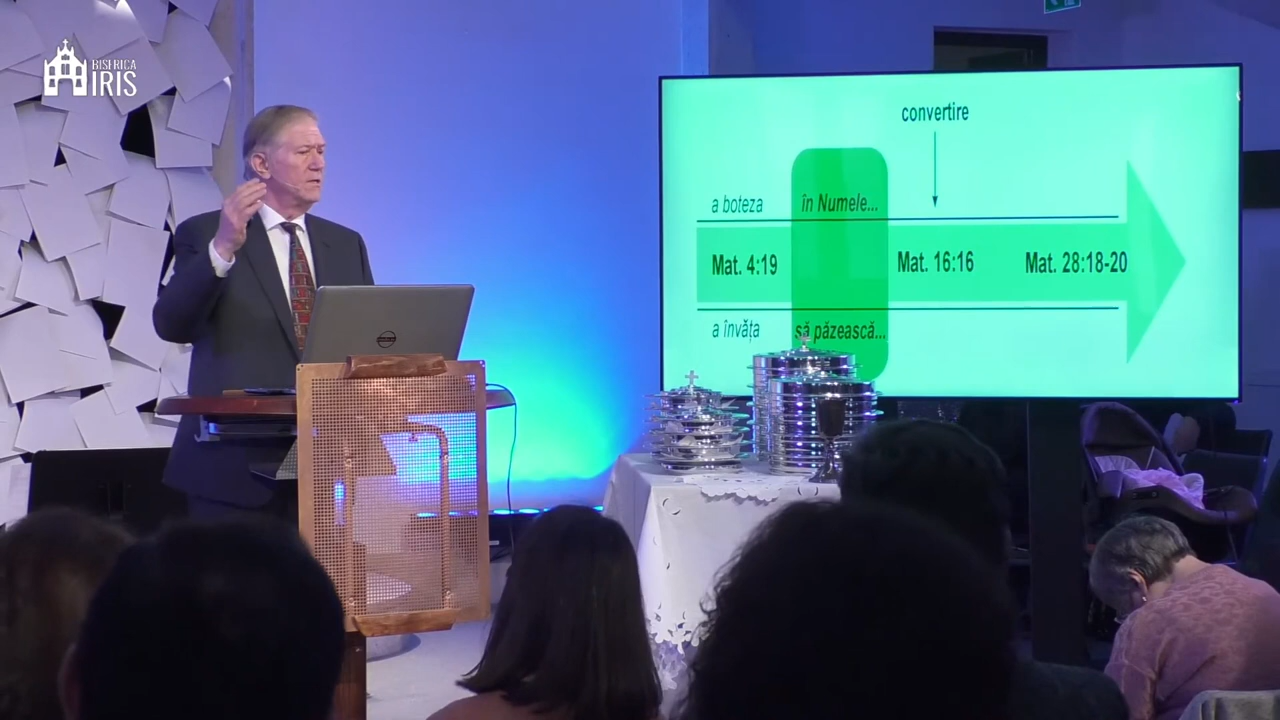 BISERICA
IRIS
convertire
a boteza
în Numele...
Mat. 4:19
Mat. 16:16
Mat. 28:18-20
a învăța
să păzească...